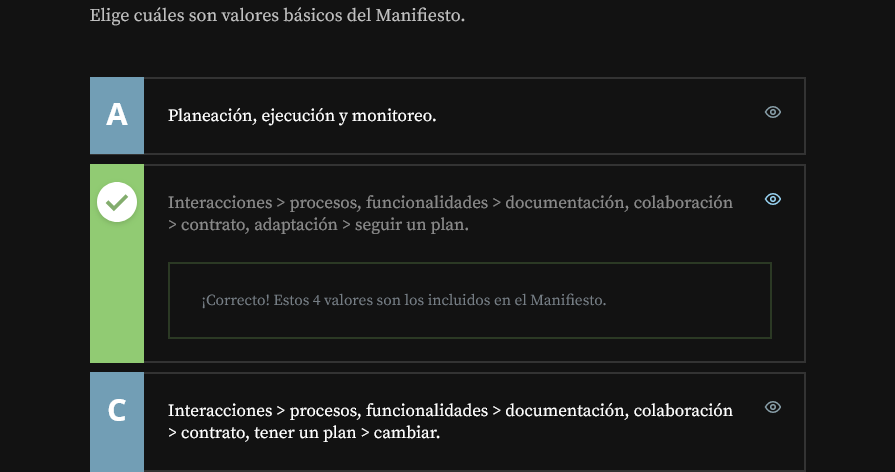 Elige cuáles son valores básicos del Manifiesto.
A
Planeación, ejecución y monitoreo.
Interacciones > procesos, funcionalidades > documentación, colaboración
> contrato, adaptación > seguir un plan.
¡Correcto! Estos 4 valores son los incluidos en el Manifiesto.
C
Interacciones > procesos, funcionalidades > documentación, colaboración
> contrato, tener un plan > cambiar.